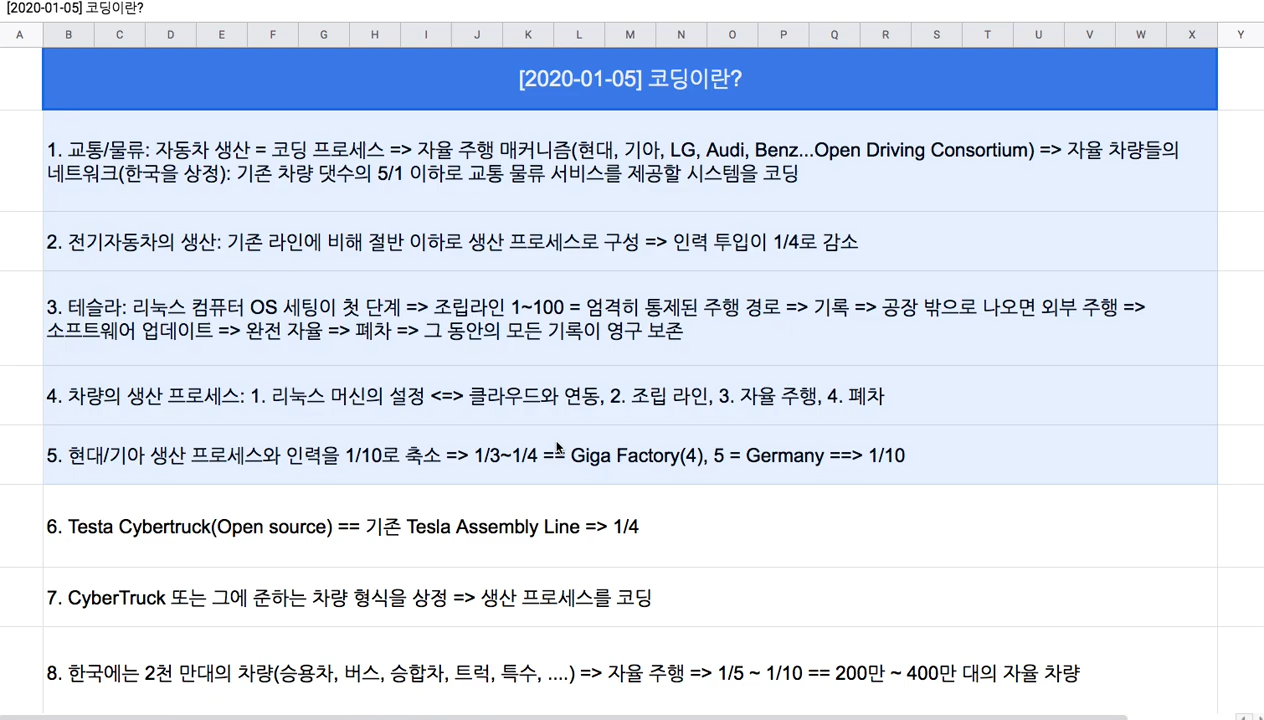 [2020-01-05] 코딩이란?
A B C D E F G H I J K L M N O P Q R S T U V W X Y
[2020-01-05] 코딩이란?
1. 교통/물류: 자동차 생산 = 코딩 프로세스 => 자율 주행 매커니즘(현대, 기아, LG, Audi, Benz...Open Driving Consortium) => 자율 차량들의
네트워크(한국을 상정): 기존 차량 댓수의 5/1 이하로 교통 물류 서비스를 제공할 시스템을 코딩
2. 전기자동차의 생산: 기존 라인에 비해 절반 이하로 생산 프로세스로 구성 => 인력 투입이 1/4로 감소
3. 테슬라: 리눅스 컴퓨터 OS 세팅이 첫 단계 => 조립라인 1~100 = 엄격히 통제된 주행 경로 => 기록 => 공장 밖으로 나오면 외부 주행 =>
소프트웨어 업데이트 => 완전 자율 => 폐차 => 그 동안의 모든 기록이 영구 보존
4. 차량의 생산 프로세스: 1. 리눅스 머신의 설정 <=> 클라우드와 연동, 2. 조립 라인, 3. 자율 주행, 4. 폐차
5. 현대/기아 생산 프로세스와 인력을 1/10로 축소 => 1/3~1/4 == Giga Factory(4), 5 = Germany ==> 1/10
6. Testa Cybertruck(Open source) == 기존 Tesla Assembly Line => 1/4
7. CyberTruck 또는 그에 준하는 차량 형식을 상정 => 생산 프로세스를 코딩
8. 한국에는 2천 만대의 차량(승용차, 버스, 승합차, 트럭, 특수, ....) => 자율 주행 => 1/5 ~ 1/10 == 200만 ~ 400만 대의 자율 차량